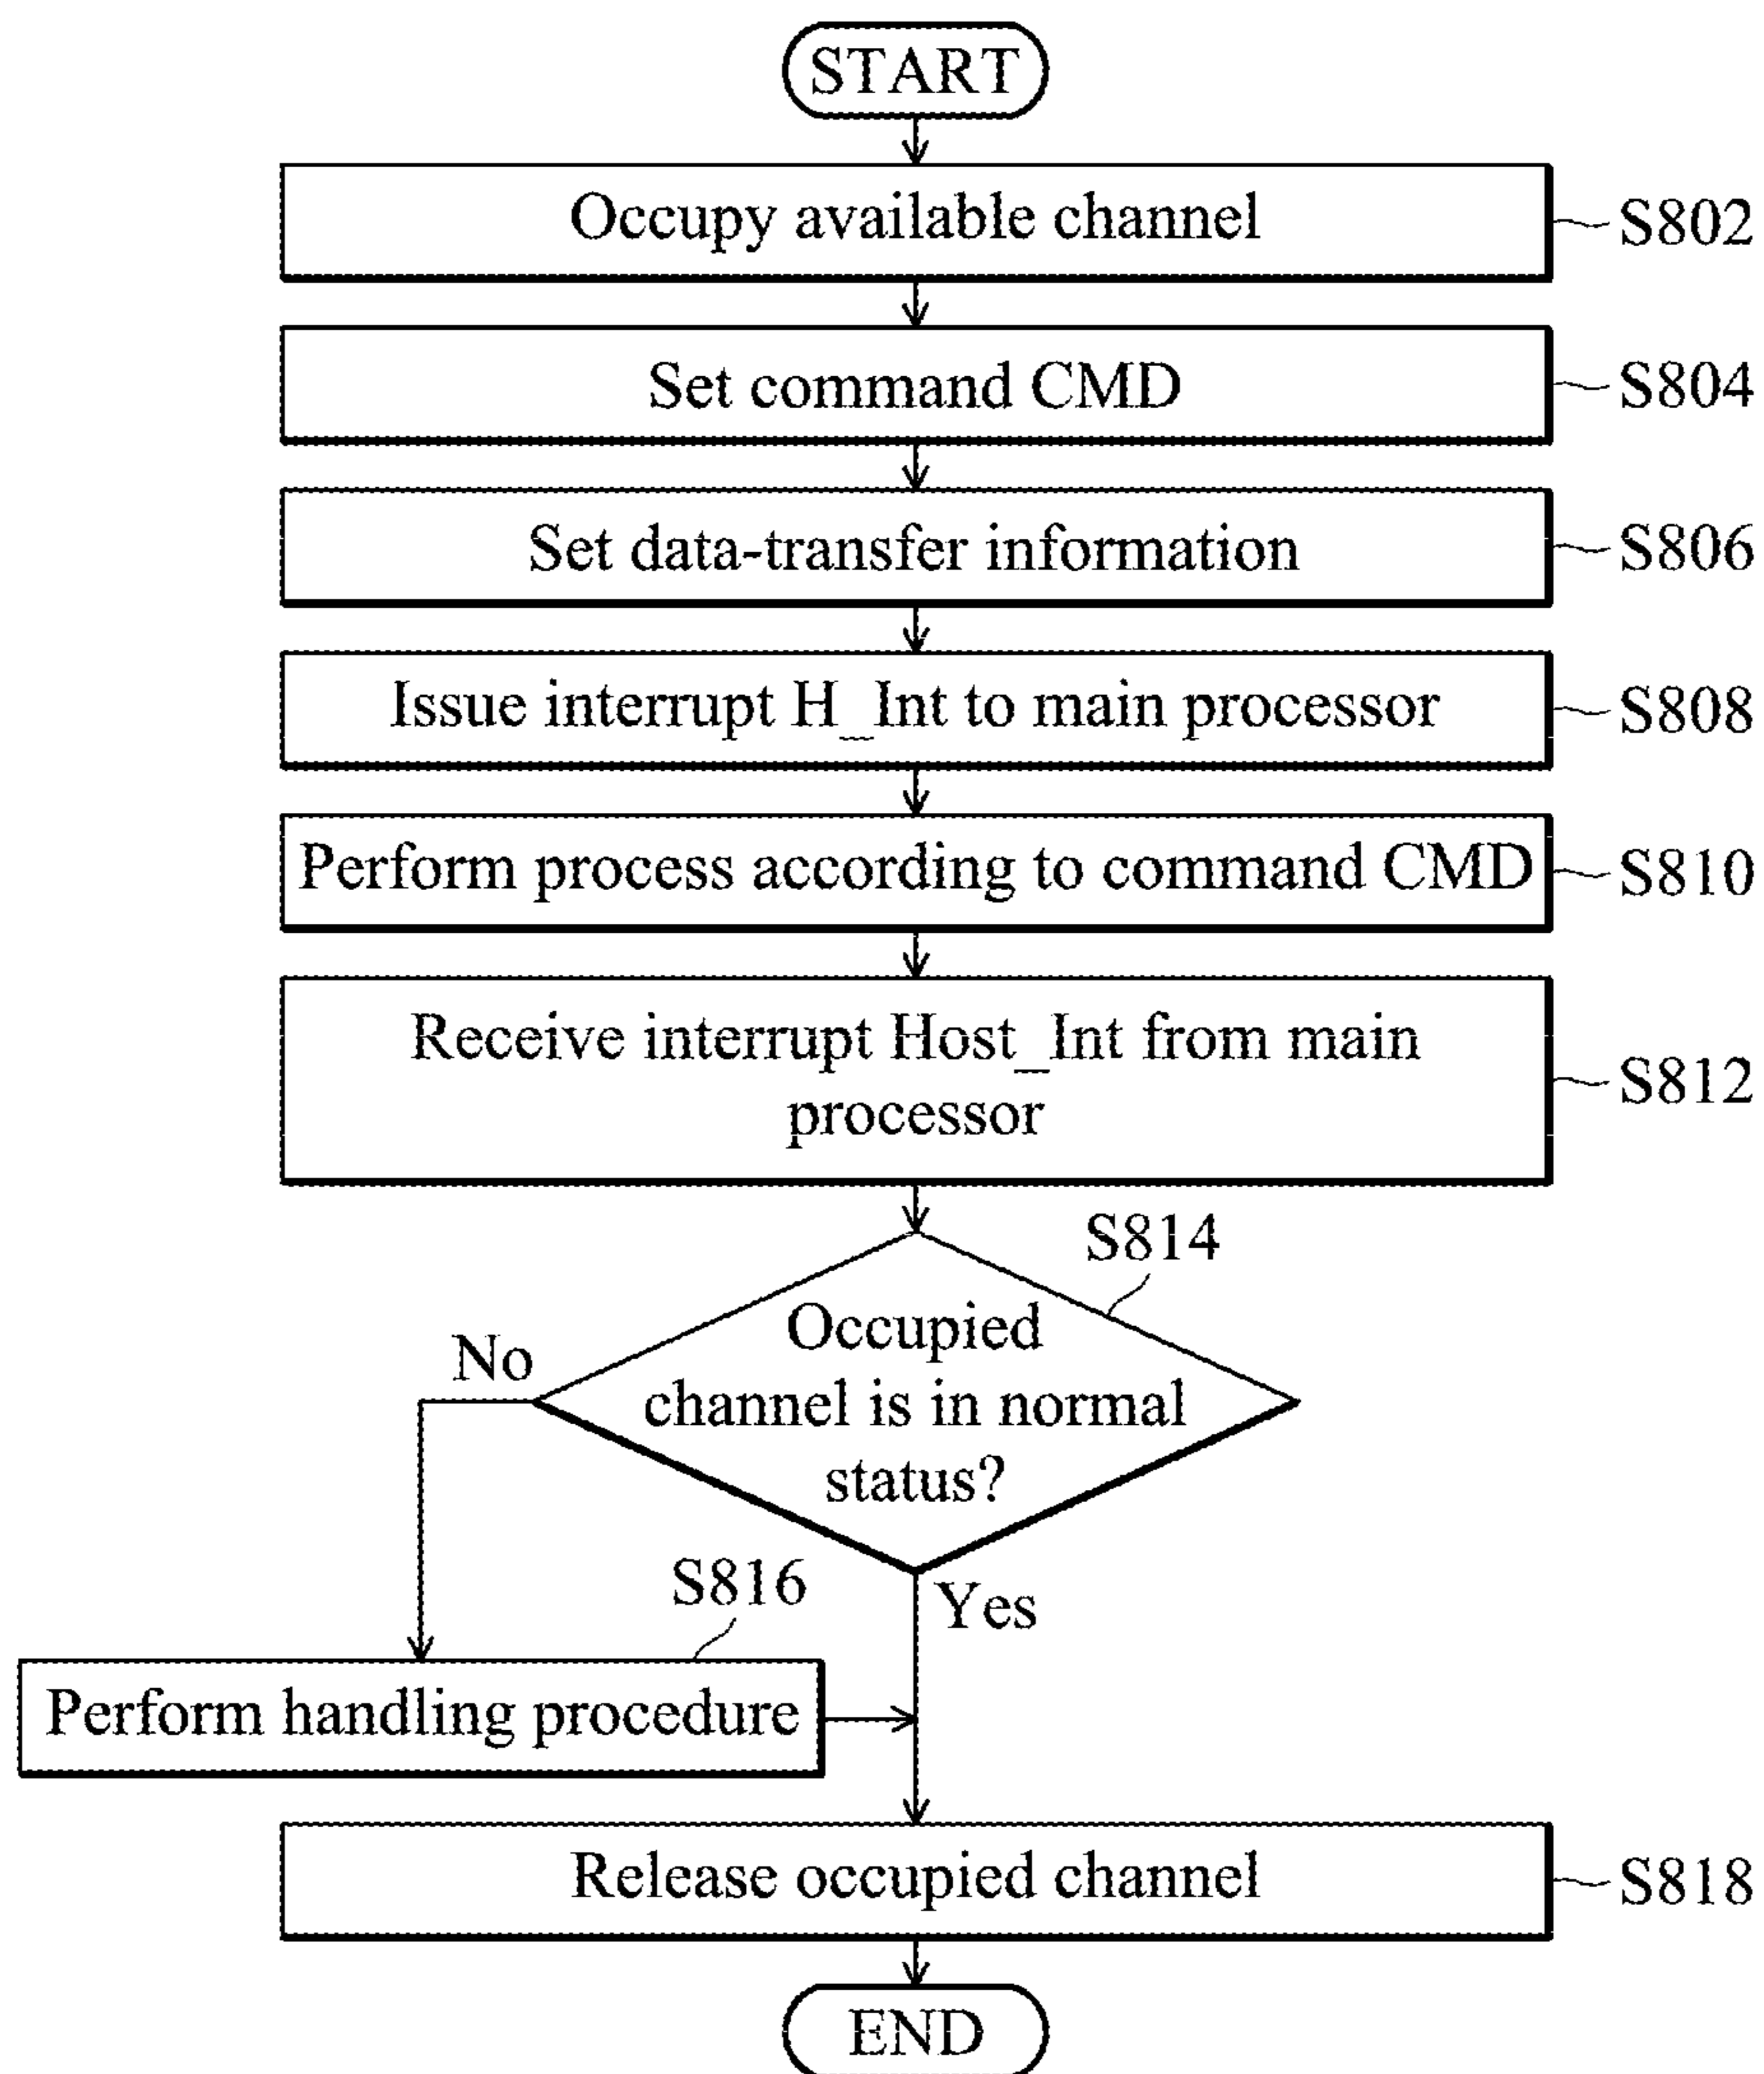 START
Occupy available channel
S802
Set command CMD
S804
Set data-transfer information
S806
Issue interrupt H_Int to main processor
S808
Perform process according to command CMD
S810
Receive interrupt Host_Int from main
processor
S812
S814
Occupied
channel is in normal
status?
No
Yes
S816
Perform handling procedure
Release occupied channel
S818
END